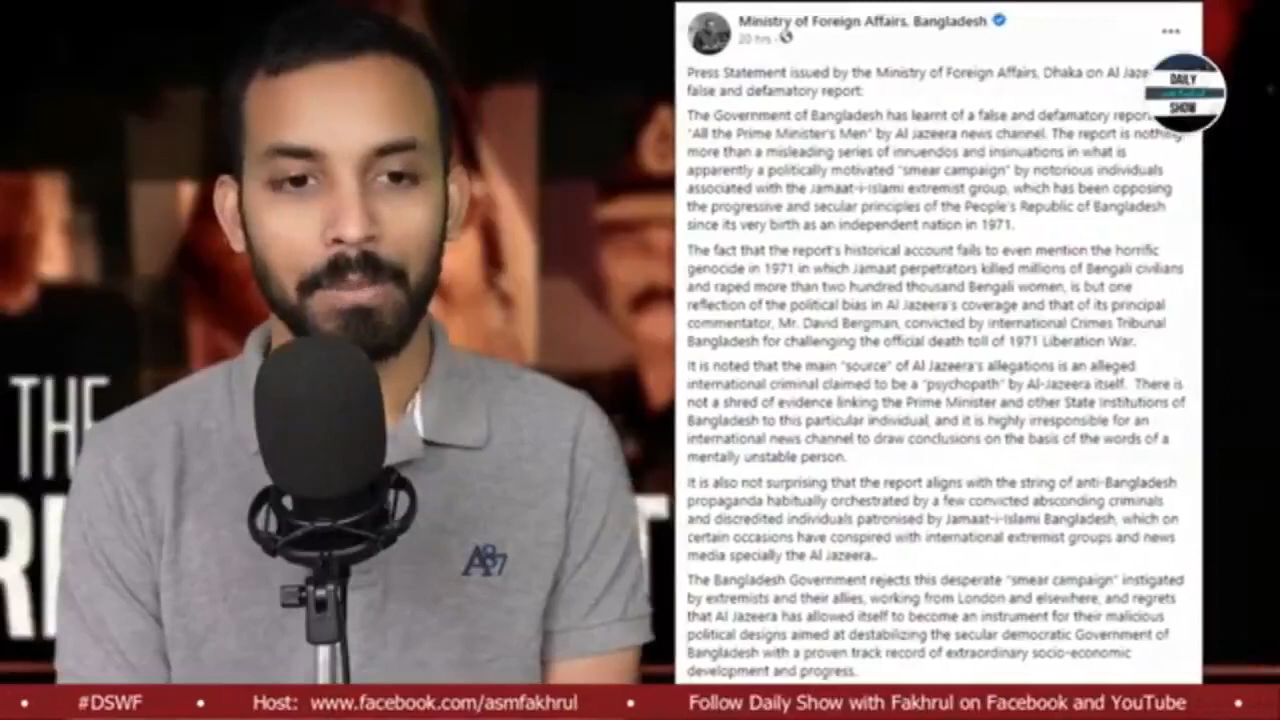 Ministry of Foreign Affairs, Bangladesh
20 hrs
Press Statement issued by the Ministry of Foreign Affairs, Dhaka on Al Jaze
false and defamatory report:
The Government of Bangladesh has learnt of a false and defamatory repor
"All the Prime Minister's Men" by Al Jazeera news channel. The report is nothing
more than a misleading series of innuendos and insinuations in what is
apparently a politically motivated "smear campaign" by notorious individuals
associated with the Jamaat-i-Islami extremist group, which has been opposing
the progressive and secular principles of the People's Republic of Bangladesh
since its very birth as an independent nation in 1971.
The fact that the report's historical account fails to even mention the horrific
genocide in 1971 in which Jamaat perpetrators killed millions of Bengali civilians
and raped more than two hundred thousand Bengali women, is but one
reflection of the political bias in Al Jazeera's coverage and that of its principal
commentator, Mr. David Bergman, convicted by international Crimes Tribunal
Bangladesh for challenging the official death toll of 1971 Liberation War.
It is noted that the main "source" of Al Jazeera's allegations is an alleged
international criminal claimed to be a "psychopath" by Al-Jazeera itself. There is
not a shred of evidence linking the Prime Minister and other State Institutions of
Bangladesh to this particular individual, and it is highly irresponsible for an
international news channel to draw conclusions on the basis of the words of a
mentally unstable person.
It is also not surprising that the report aligns with the string of anti-Bangladesh
propaganda habitually orchestrated by a few convicted absconding criminals
and discredited individuals patronised by Jamaat-i-Islami Bangladesh, which on
certain occasions have conspired with international extremist groups and news
media specially the Al Jazeera..
The Bangladesh Government rejects this desperate "smear campaign" instigated
by extremists and their allies, working from London and elsewhere, and regrets
that Al Jazeera has allowed itself to become an instrument for their malicious
political designs aimed at destabilizing the secular democratic Government of
Bangladesh with a proven track record of extraordinary socio-economic
development and progress.
DAILY
SHOW
THE
A87
#DSWF • Host: www.facebook.com/asmfakhrul • Follow Daily Show with Fakhrul on Facebook and YouTube